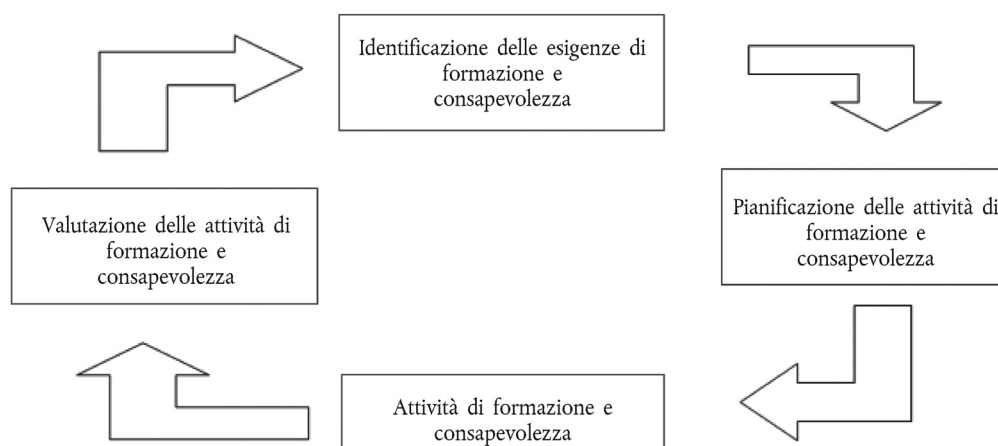 Identificazione delle esigenze di
formazione e
consapevolezza
Valutazione delle attività di
formazione e
consapevolezza
Pianificazione delle attività di
formazione e
consapevolezza
Attività di formazione e
consapevolezza